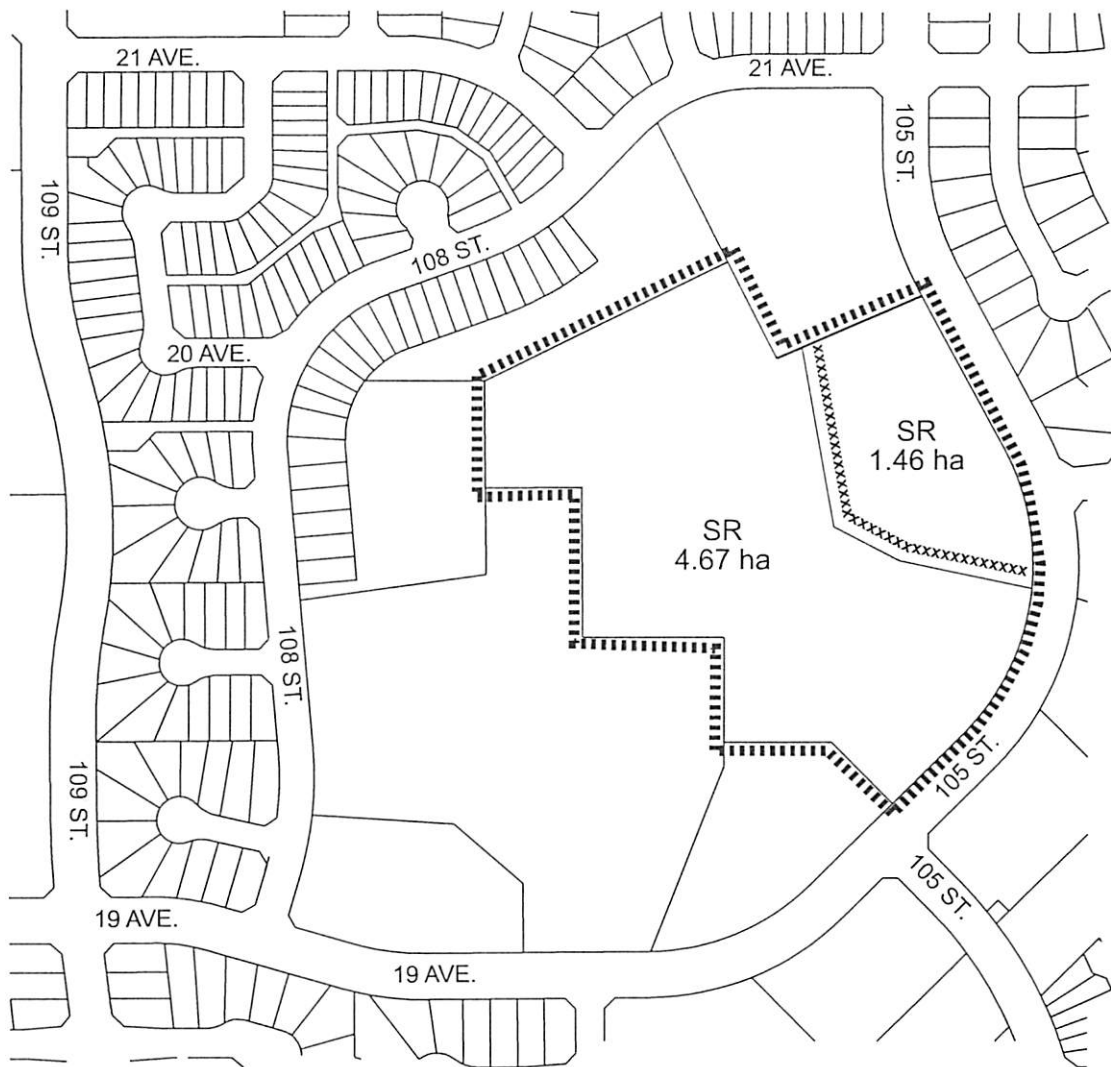 21 AVE.
21 AVE.
105 ST.
109 ST.
108 ST.
20 AVE.
SR
1.46 ha
SR
4.67 ha
108 ST.
109 ST.
105 ST.
105 ST.
19 AVE.
19 AVE.